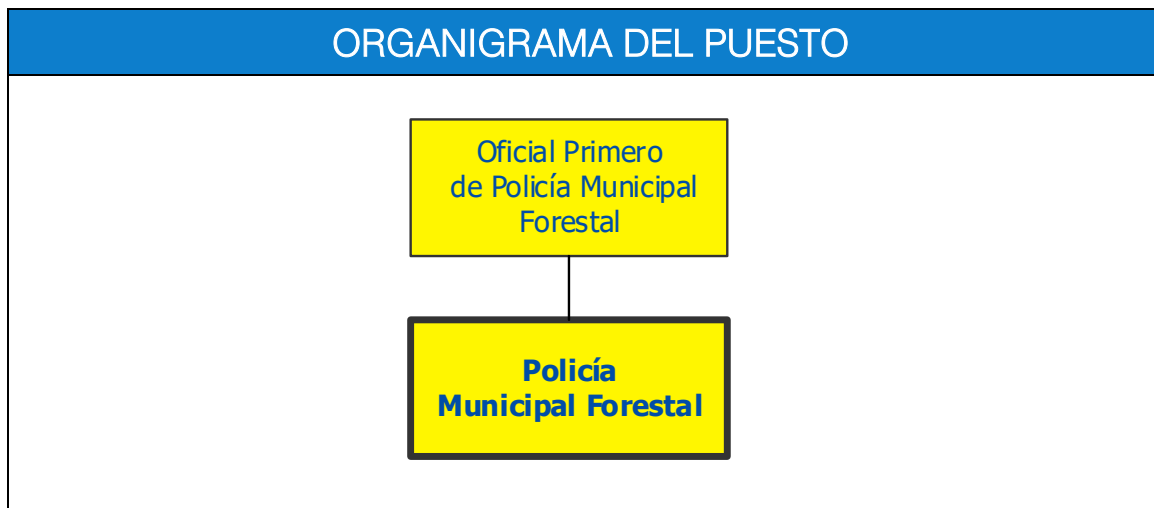 ORGANIGRAMA DEL PUESTO
Oficial Primero
de Policía Municipal
Forestal
Policía
Municipal Forestal